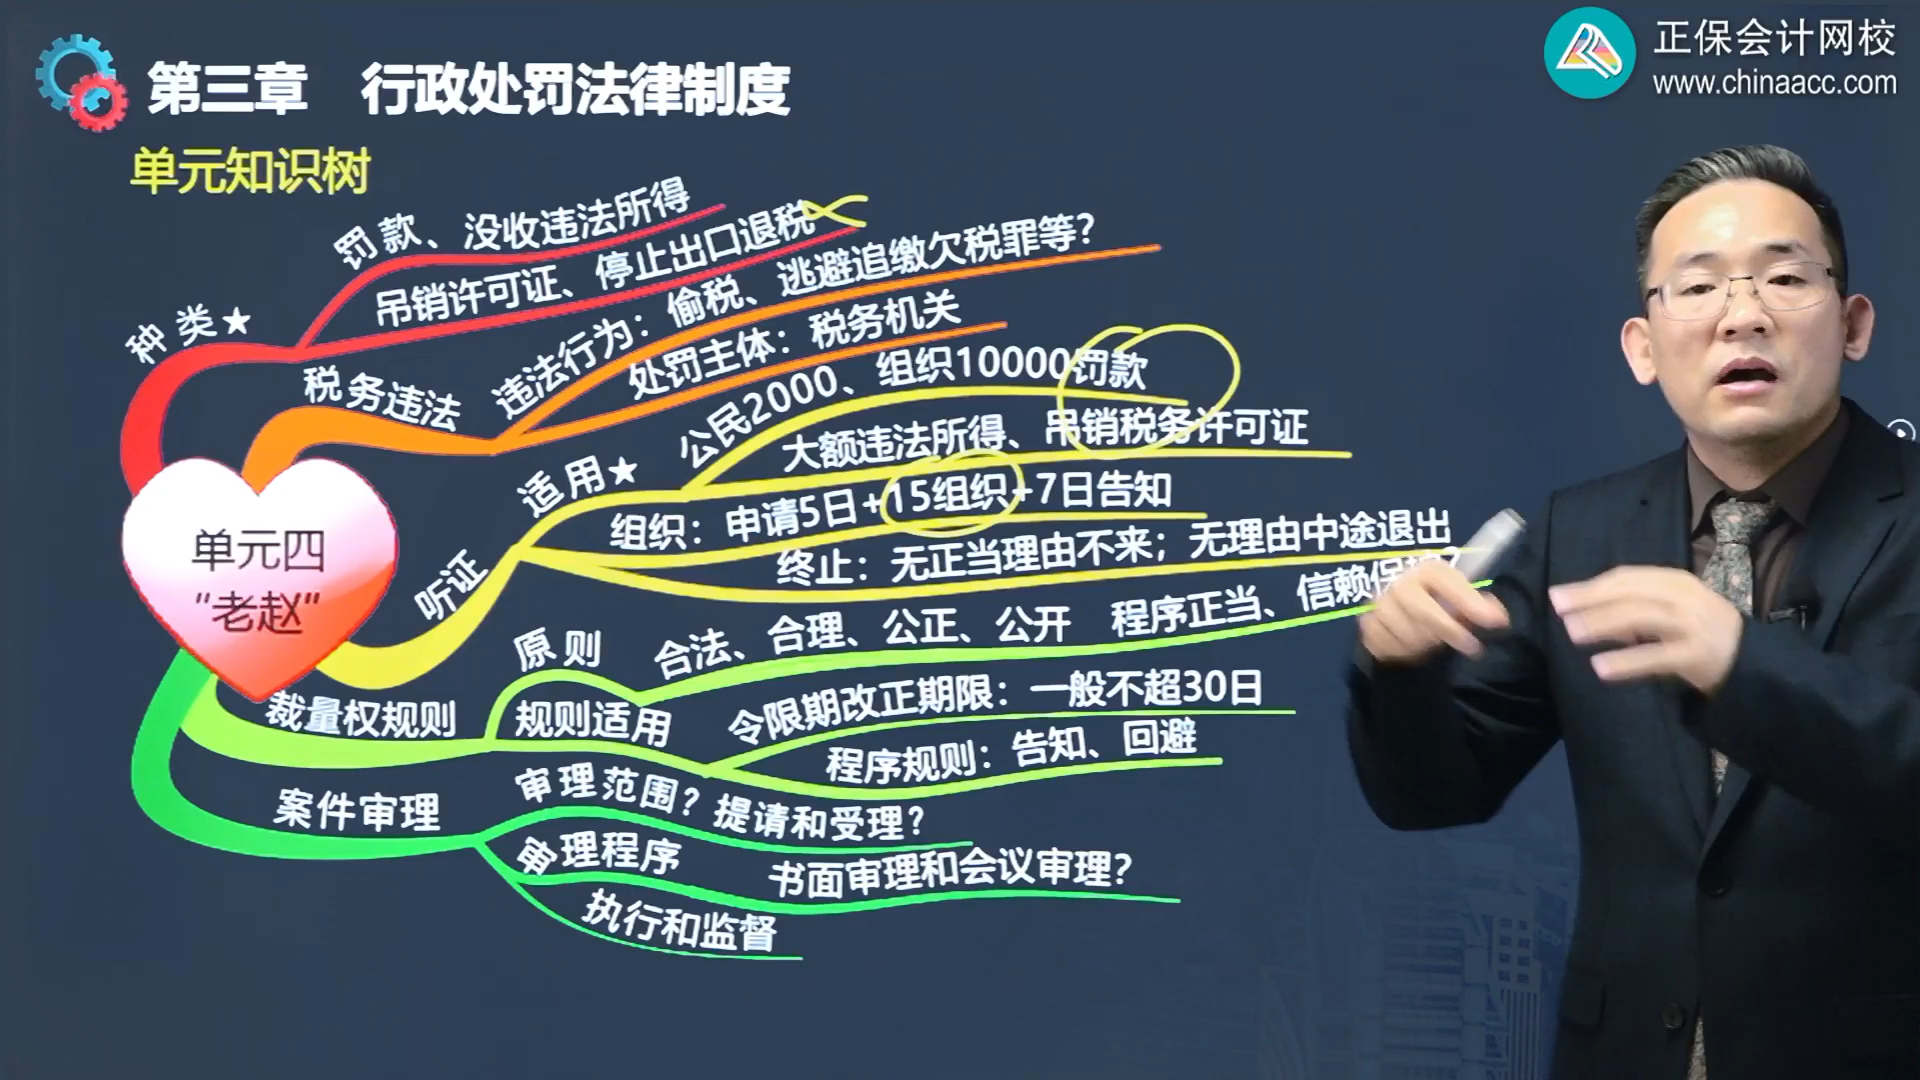 第三章 行政处罚法律制度
正保会计网校
www.chinaacc.com
单元知识树
单元四
“老赵”
种类★
罚款、没收违法所得
吊销许可证、停止出口退税
税务违法
违法行为：偷税、逃避追缴欠税罪等？
处罚主体：税务机关
听证
适用★
公民2000、组织10000罚款
大额违法所得、吊销税务许可证
组织：申请5日+15组织+7日告知
终止：无正当理由不来；无理由中途退出
裁量权规则
原则
合法、合理、公正、公开 程序正当、信赖保护？
规则适用
令限期改正期限：一般不超30日
程序规则：告知、回避
案件审理
审理范围？提请和受理？
审理程序
书面审理和会议审理？
执行和监督